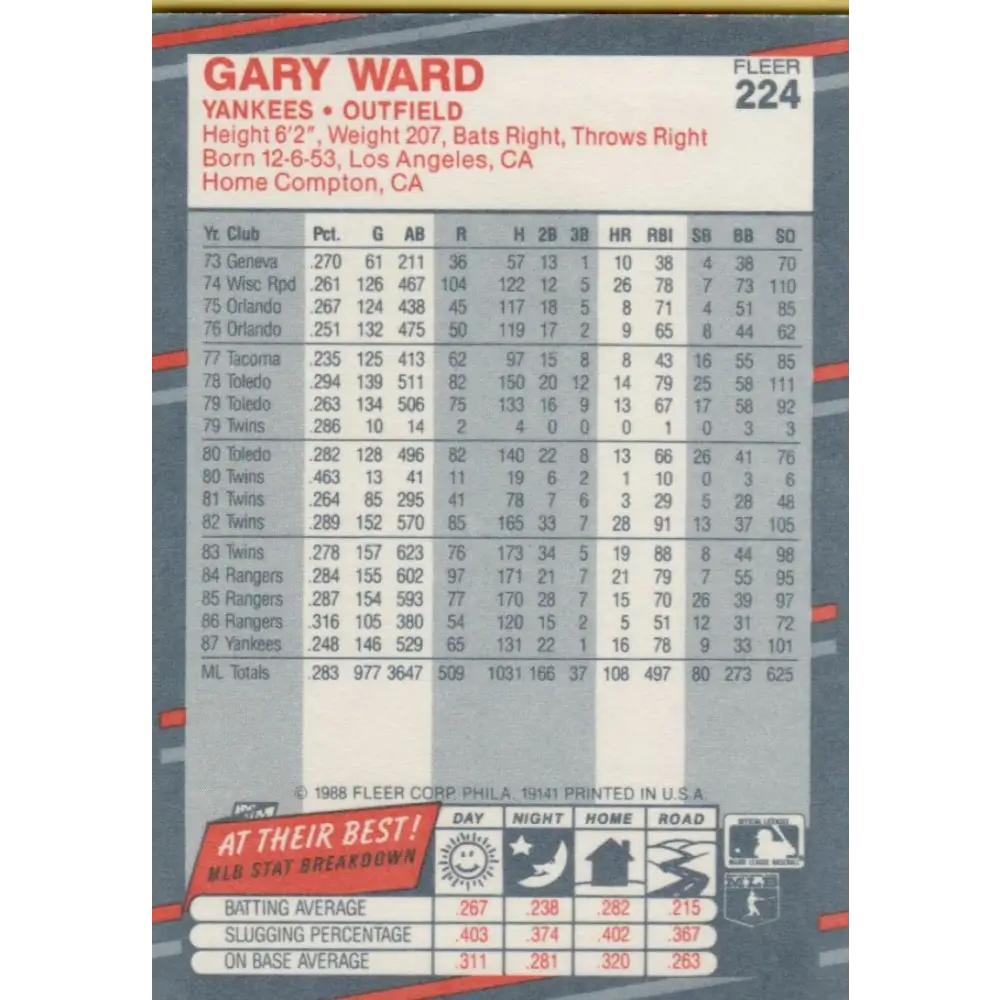 GARY WARD
YANKEES • OUTFIELD
Height 6'2", Weight 207, Bats Right, Throws Right
Born 12-6-53, Los Angeles, CA
Home Compton, CA
FLEER
224
Yr. Club Pct. G AB R H 2B 3B HR RBI SB BB SO
73 Geneva .270 61 211 36 57 13 1 10 38 4 38 70
74 Wisc Rpd .261 126 467 104 122 12 5 26 78 7 73 110
75 Orlando .267 124 438 45 117 18 5 8 71 4 51 85
76 Orlando .251 132 475 50 119 17 2 9 65 8 44 62
77 Tacoma .235 125 413 62 97 15 8 8 43 16 55 85
78 Toledo .294 139 511 82 150 20 12 14 79 25 58 111
79 Toledo .263 134 506 75 133 16 9 13 67 17 58 92
79 Twins .286 10 14 2 4 0 0 0 1 0 3 3
80 Toledo .282 128 496 82 140 22 8 13 66 26 41 76
80 Twins .463 13 41 11 19 6 2 1 10 0 3 6
81 Twins .264 85 295 41 78 7 6 3 29 5 28 48
82 Twins .289 152 570 85 165 33 7 28 91 13 37 105
83 Twins .278 157 623 76 173 34 5 19 88 8 44 98
84 Rangers .284 155 602 97 171 21 7 21 79 7 55 95
85 Rangers .287 154 593 77 170 28 7 15 70 26 39 97
86 Rangers .316 105 380 54 120 15 2 5 51 12 31 72
87 Yankees .248 146 529 65 131 22 1 16 78 9 33 101
ML Totals .283 977 3647 509 1031 166 37 108 497 80 273 625
© 1988 FLEER CORP. PHILA. 19141 PRINTED IN U.S.A.
AT THEIR BEST!
MLB STAT BREAKDOWN
DAY NIGHT HOME ROAD
BATTING AVERAGE .267 .238 .282 .215
SLUGGING PERCENTAGE .403 .374 .402 .367
ON BASE AVERAGE .311 .281 .320 .263
OFFICIAL LICENSEE
MAJOR LEAGUE BASEBALL